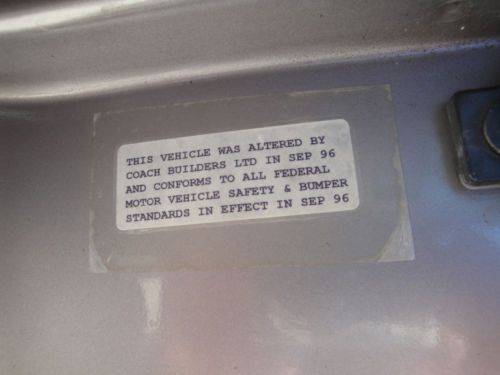 THIS VEHICLE WAS ALTERED BY
COACH BUILDERS LTD IN SEP 96
AND CONFORMS TO ALL FEDERAL
MOTOR VEHICLE SAFETY & BUMPER
STANDARDS IN EFFECT IN SEP 96